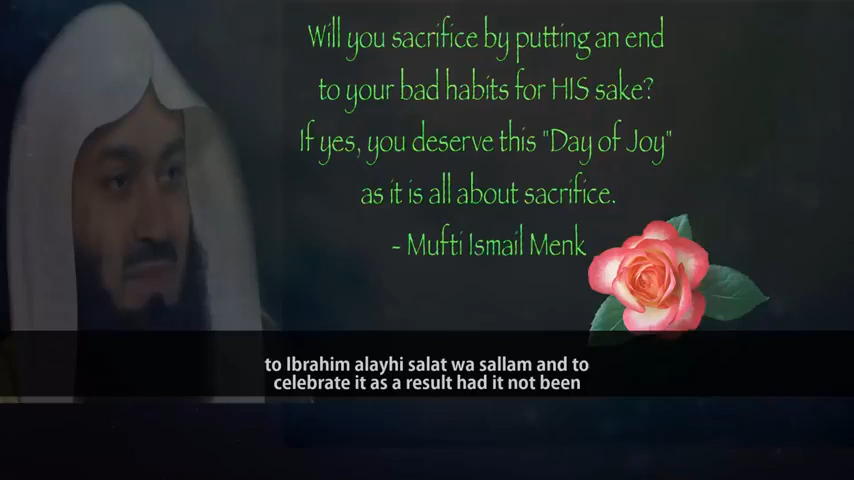 Will you sacrifice by putting an end
to your bad habits for HIS sake?
If yes, you deserve this "Day of Joy"
as it is all about sacrifice.
- Mufti Ismail Menk
to Ibrahim alayhi salat wa sallam and to
celebrate it as a result had it not been